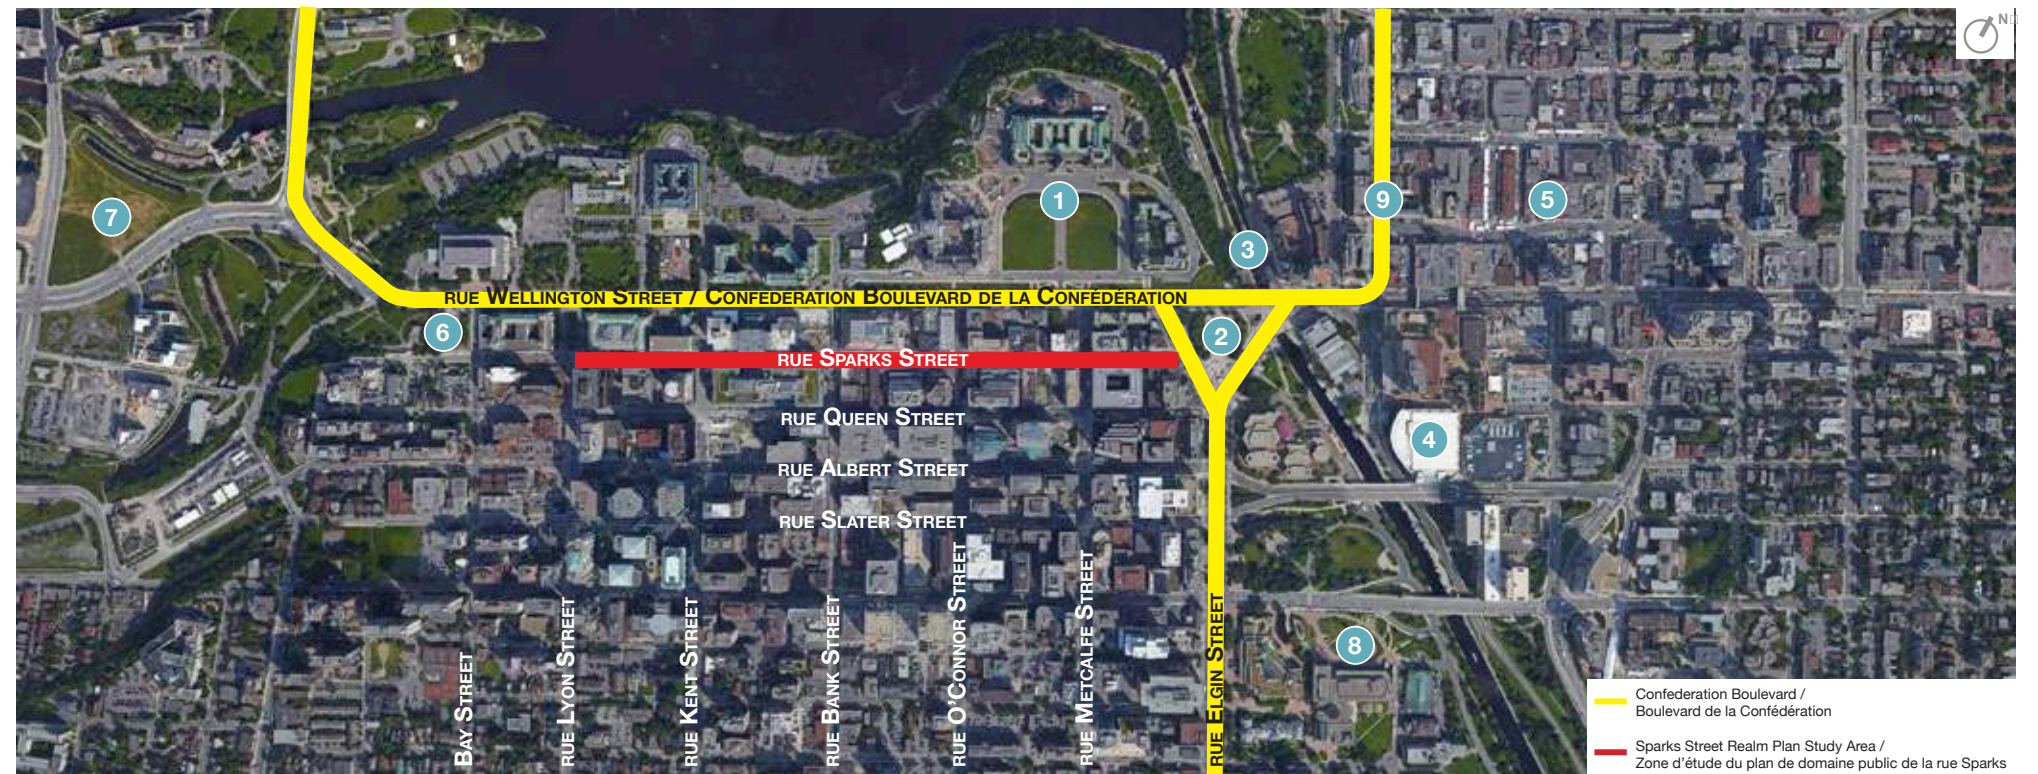 N
7
1
9
5
3
RUE WELLINGTON STREET / CONFEDERATION BOULEVARD DE LA CONFÉDÉRATION
6
2
RUE SPARKS STREET
RUE QUEEN STREET
4
RUE ALBERT STREET
RUE SLATER STREET
BAY STREET
RUE LYON STREET
RUE KENT STREET
RUE BANK STREET
RUE O'CONNOR STREET
RUE METCALFE STREET
RUE ELGIN STREET
8
Confederation Boulevard /
Boulevard de la Confédération
Sparks Street Realm Plan Study Area /
Zone d'étude du plan de domaine public de la rue Sparks